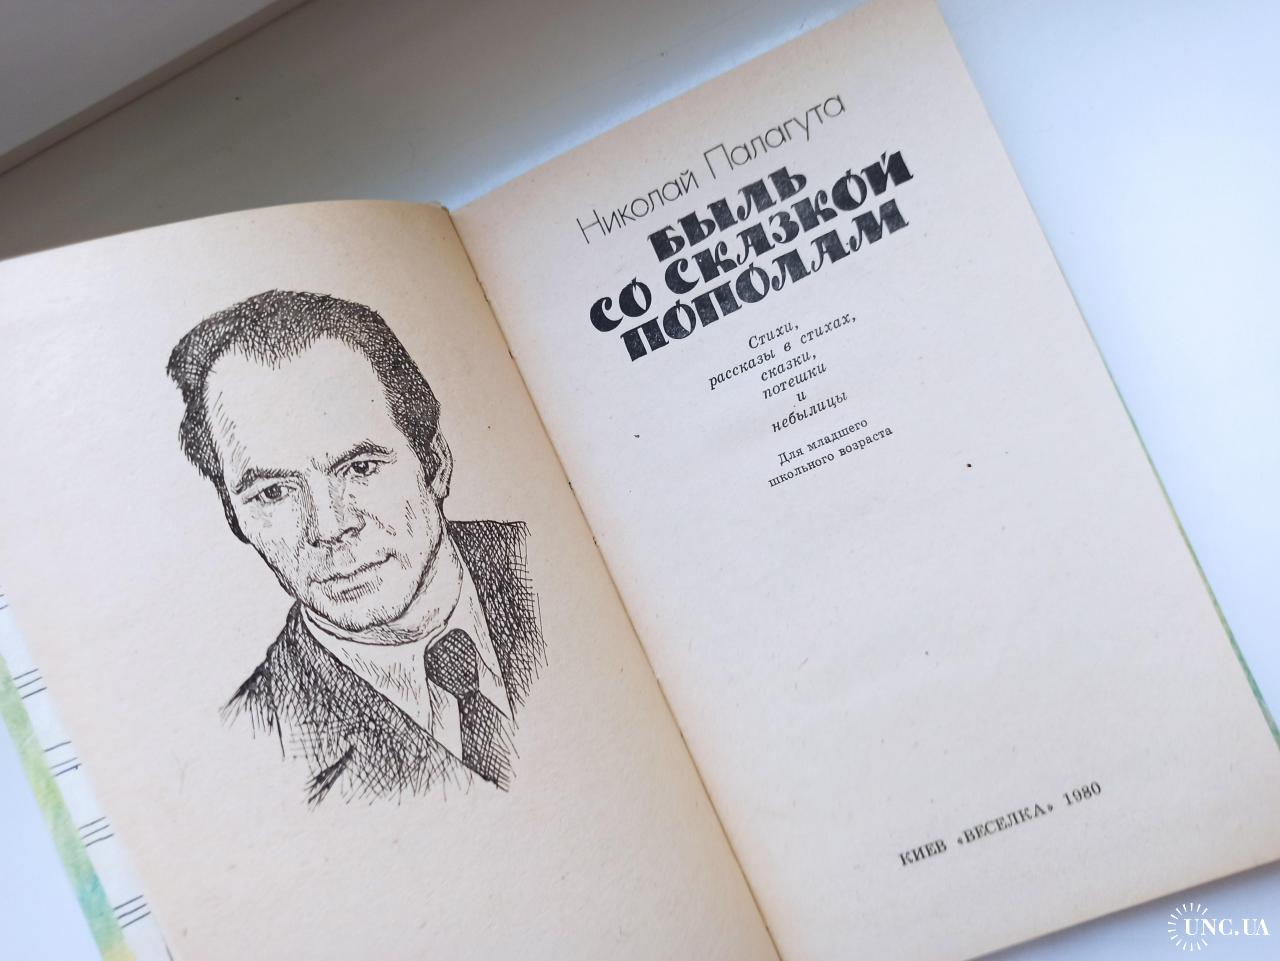 Николай Палагута
БЫЛЬ
СО СКАЗКОЙ
ПОПОЛАМ
Стихи,
рассказы в стихах,
сказки,
потешки
и
небылицы
Для младшего
школьного возраста
КИЕВ «ВЕСЕЛКА» 1980
UNC.UA